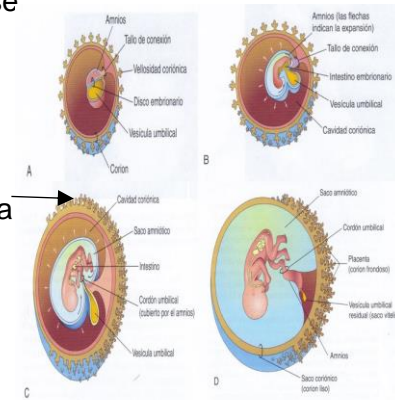 se
Amnios
Tallo de conexión
Vellosidad coriónica
Disco embrionario
Vesícula umbilical
Corion
A
Amnios (las flechas
indican la expansión)
Tallo de conexión
Intestino embrionario
Vesícula umbilical
Cavidad coriónica
B
a
Cavidad coriónica
Saco amniótico
Intestino
Cordón umbilical
(cubierto por el amnios)
Vesícula umbilical
C
Saco amniótico
Cordón umbilical
Placenta
(corion frondoso)
Vesícula umbilical
residual (saco vitelino
Amnios
Saco coriónico
(corion liso)
D